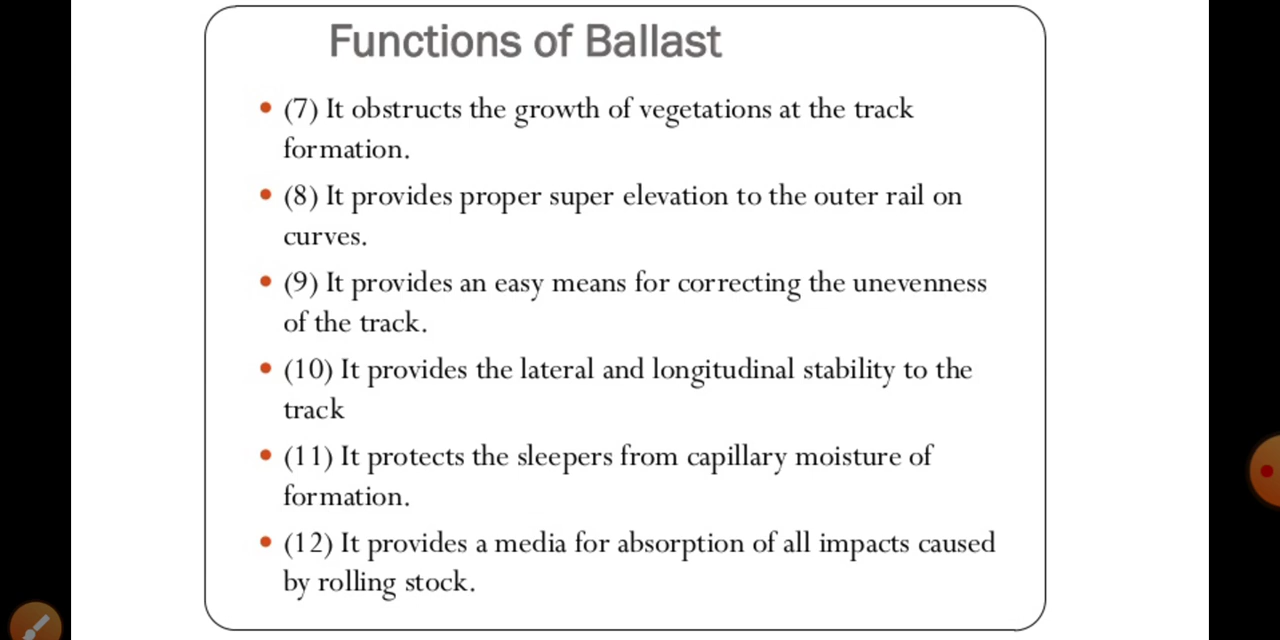 Functions of Ballast
• (7) It obstructs the growth of vegetations at the track
formation.
• (8) It provides proper super elevation to the outer rail on
curves.
• (9) It provides an easy means for correcting the unevenness
of the track.
• (10) It provides the lateral and longitudinal stability to the
track
• (11) It protects the sleepers from capillary moisture of
formation.
• (12) It provides a media for absorption of all impacts caused
by rolling stock.